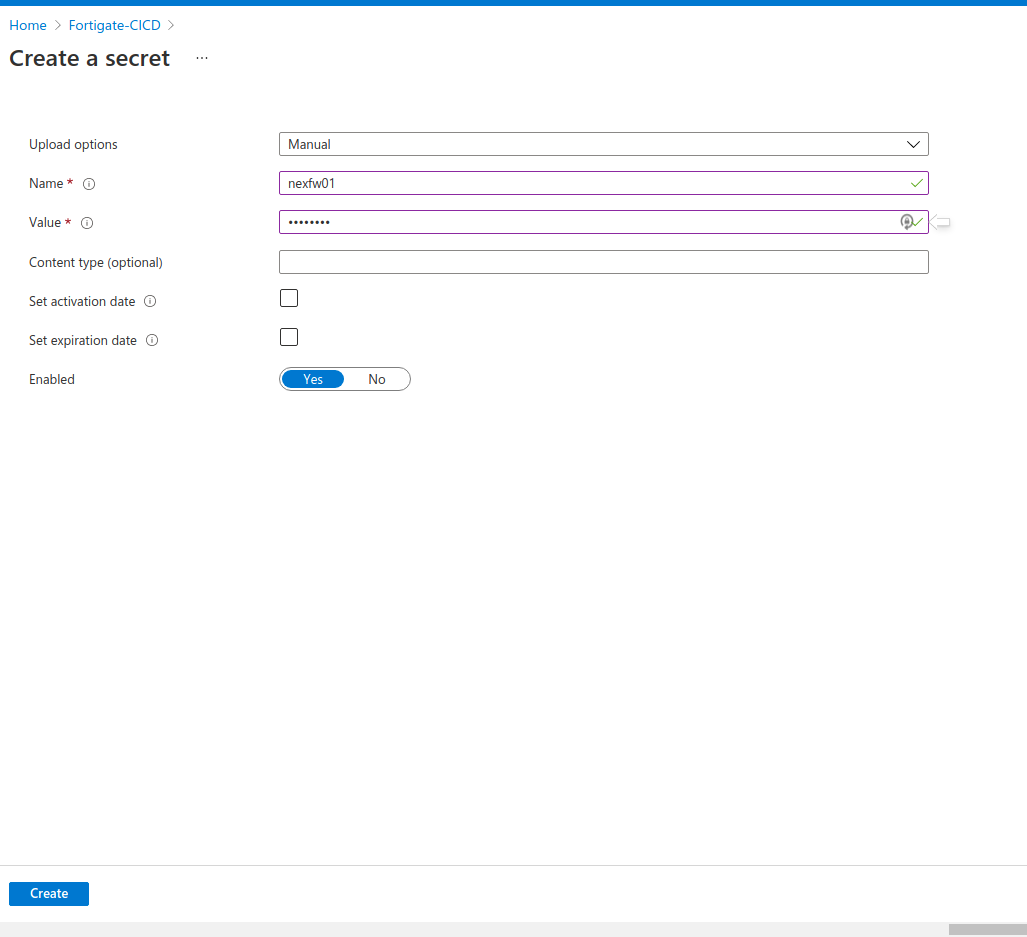 Home > Fortigate-CICD >
Create a secret ...
Upload options Manual
Name * nexfw01
Value * ••••••••
Content type (optional)
Set activation date
Set expiration date
Enabled Yes No
Create